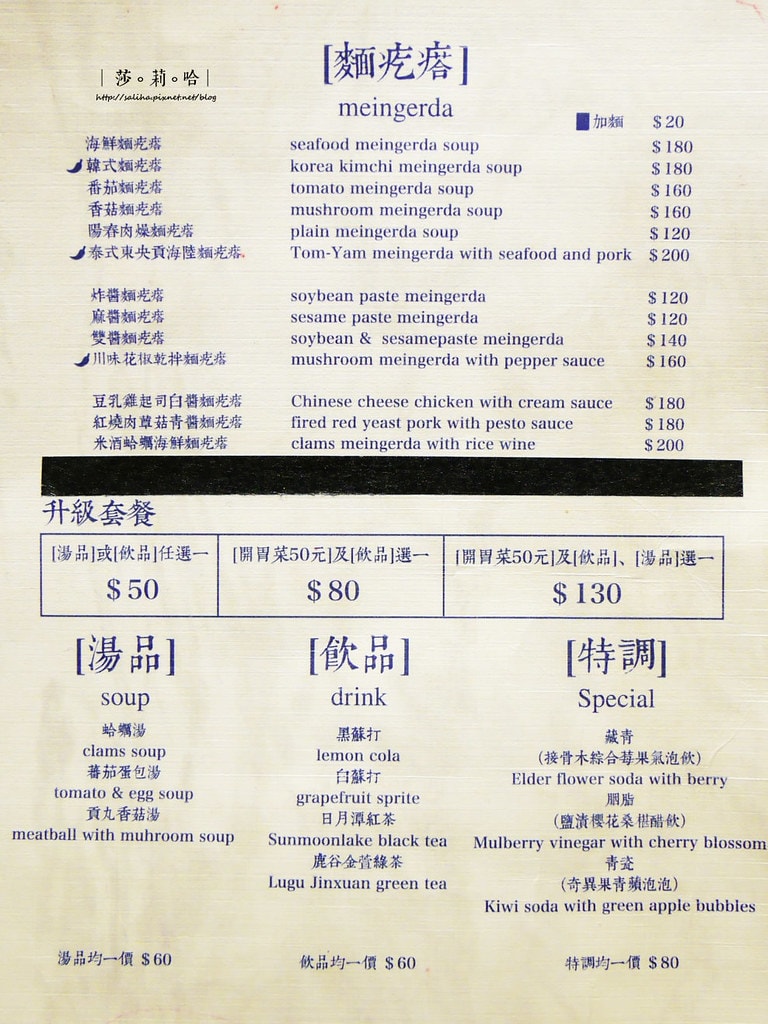 | 莎。莉。哈 |
http://saliha.pixnet.net/blog
[麵疙瘩]
meingerda
加麵 $20
海鮮麵疙瘩 seafood meingerda soup $180
韓式麵疙瘩 korea kimchi meingerda soup $180
番茄麵疙瘩 tomato meingerda soup $160
香菇麵疙瘩 mushroom meingerda soup $160
陽春肉燥麵疙瘩 plain meingerda soup $120
泰式東央貢海陸麵疙瘩 Tom-Yam meingerda with seafood and pork $200
炸醬麵疙瘩 soybean paste meingerda $120
麻醬麵疙瘩 sesame paste meingerda $120
雙醬麵疙瘩 soybean & sesamepaste meingerda $140
川味花椒乾拌麵疙瘩 mushroom meingerda with pepper sauce $160
豆乳雞起司白醬麵疙瘩 Chinese cheese chicken with cream sauce $180
紅燒肉蕈菇青醬麵疙瘩 fired red yeast pork with pesto sauce $180
米酒蛤蠣海鮮麵疙瘩 clams meingerda with rice wine $200
升級套餐
[湯品]或[飲品]任選一 [開胃菜50元]及[飲品]選一 [開胃菜50元]及[飲品]、[湯品]選一
$50 $80 $130
[湯品]
soup
蛤蠣湯
clams soup
蕃茄蛋包湯
tomato & egg soup
貢丸香菇湯
meatball with muhroom soup
湯品均一價 $60
[飲品]
drink
黑蘇打
lemon cola
白蘇打
grapefruit sprite
日月潭紅茶
Sunmoonlake black tea
鹿谷金萱綠茶
Lugu Jinxuan green tea
飲品均一價 $60
[特調]
Special
藏青
(接骨木綜合莓果氣泡飲)
Elder flower soda with berry
胭脂
(鹽漬櫻花桑椹醋飲)
Mulberry vinegar with cherry blossom
青瓷
(奇異果青蘋泡泡)
Kiwi soda with green apple bubbles
特調均一價 $80